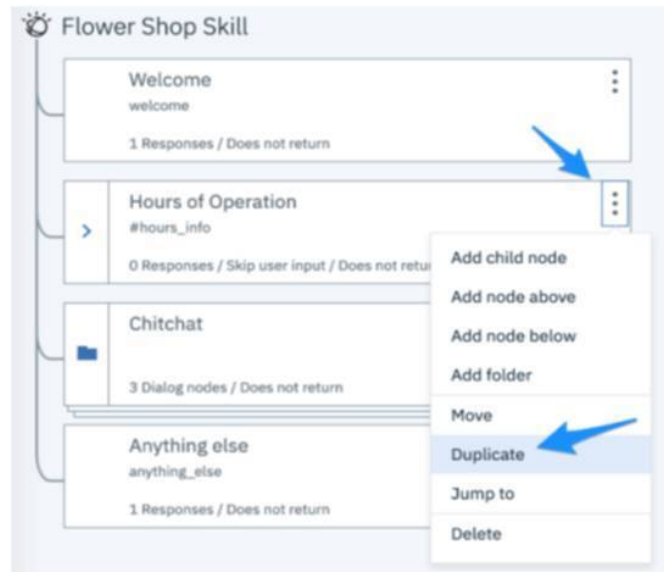 Flower Shop Skill
Welcome
welcome
1 Responses / Does not return
Hours of Operation
#hours_info
0 Responses / Skip user input / Does not retu
Add child node
Add node above
Add node below
Add folder
Move
Duplicate
Jump to
Delete
Chitchat
3 Dialog nodes / Does not return
Anything else
anything_else
1 Responses / Does not return